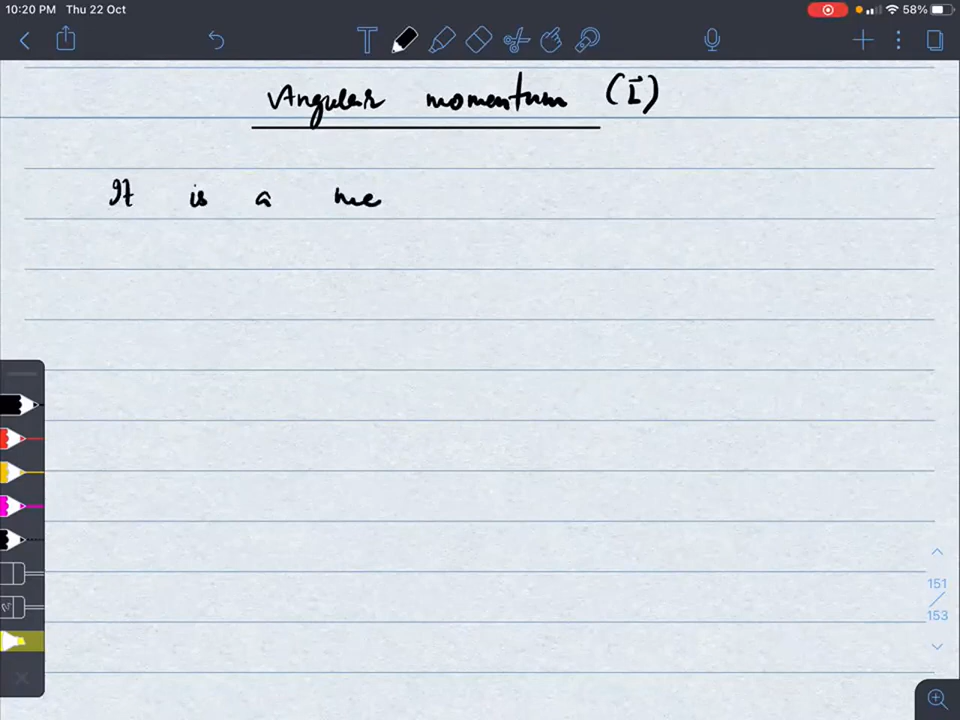 10:20 PM Thu 22 Oct 58%
Angular momentum (L⃗)
It is a me
151
153